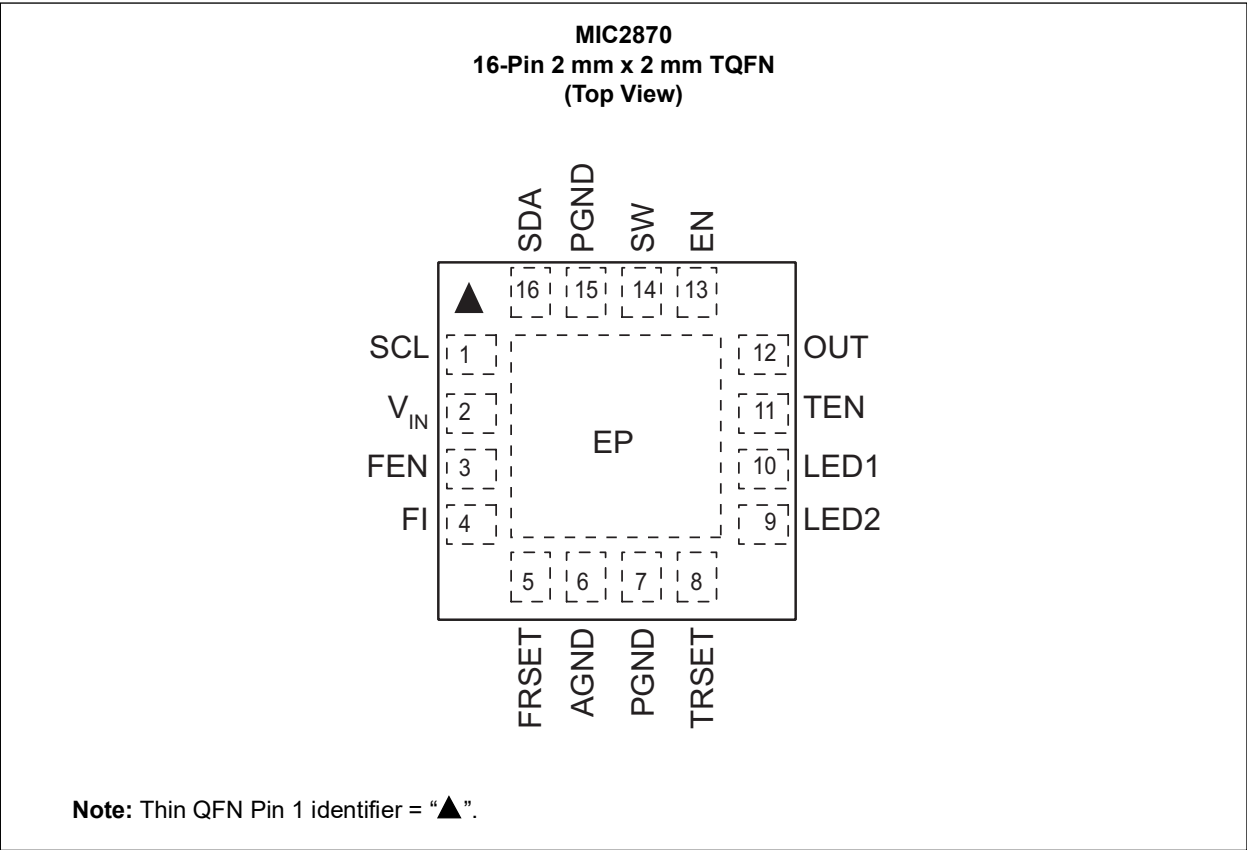 MIC2870
16-Pin 2 mm x 2 mm TQFN
(Top View)
SDA
PGND
SW
EN
16
15
14
13
SCL
1
12
OUT
VIN
2
11
TEN
FEN
3
EP
10
LED1
FI
4
9
LED2
5
6
7
8
FRSET
AGND
PGND
TRSET
Note: Thin QFN Pin 1 identifier = “▲”.